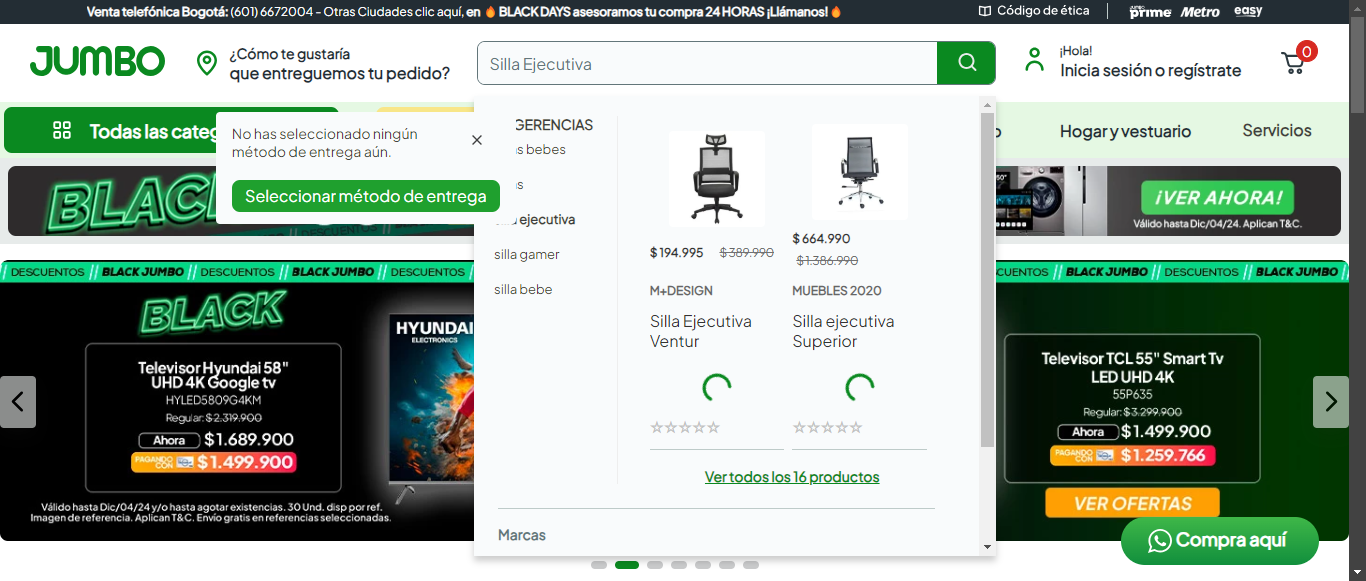 Venta telefónica Bogotá: (601) 6672004 - Otras Ciudades clic aquí, en 🔥 BLACK DAYS asesoramos tu compra 24 HORAS ¡Llámanos!🔥
Código de ética
JUMBO prime
Metro
easy
JUMBO
¿Cómo te gustaría
que entreguemos tu pedido?
Silla Ejecutiva
¡Hola!
Inicia sesión o regístrate
0
Todas las categ
Hogar y vestuario
Servicios
No has seleccionado ningún
método de entrega aún.
Seleccionar método de entrega
GERENCIAS
bebes
ejecutiva
silla gamer
silla bebe
$ 194.995 $ 389.990
M+DESIGN
Silla Ejecutiva
Ventur
$ 664.990
$ 1.386.990
MUEBLES 2020
Silla ejecutiva
Superior
Ver todos los 16 productos
Marcas
BLACK
¡VER AHORA!
Válido hasta Dic/04/24. Aplican T&C.
DESCUENTOS // BLACK JUMBO // DESCUENTOS // BLACK JUMBO // DESCUENTOS
BLACK
Televisor Hyundai 58"
UHD 4K Google tv
HYLED5809G4KM
Regular: $ 2.319.900
Ahora $ 1.689.900
PAGANDO CON $ 1.499.900
Válido hasta Dic/04/24 y/o hasta agotar existencias. 30 Und. disp por ref.
Imagen de referencia. Aplican T&C. Envío gratis en referencias seleccionadas.
HYUNDAI
ELECTRONICS
CUENTOS // BLACK JUMBO // DESCUENTOS // BLACK JUMBO
Televisor TCL 55" Smart Tv
LED UHD 4K
55P635
Regular: $ 3.299.900
Ahora $ 1.499.900
PAGANDO CON $ 1.259.766
VER OFERTAS
Compra aquí